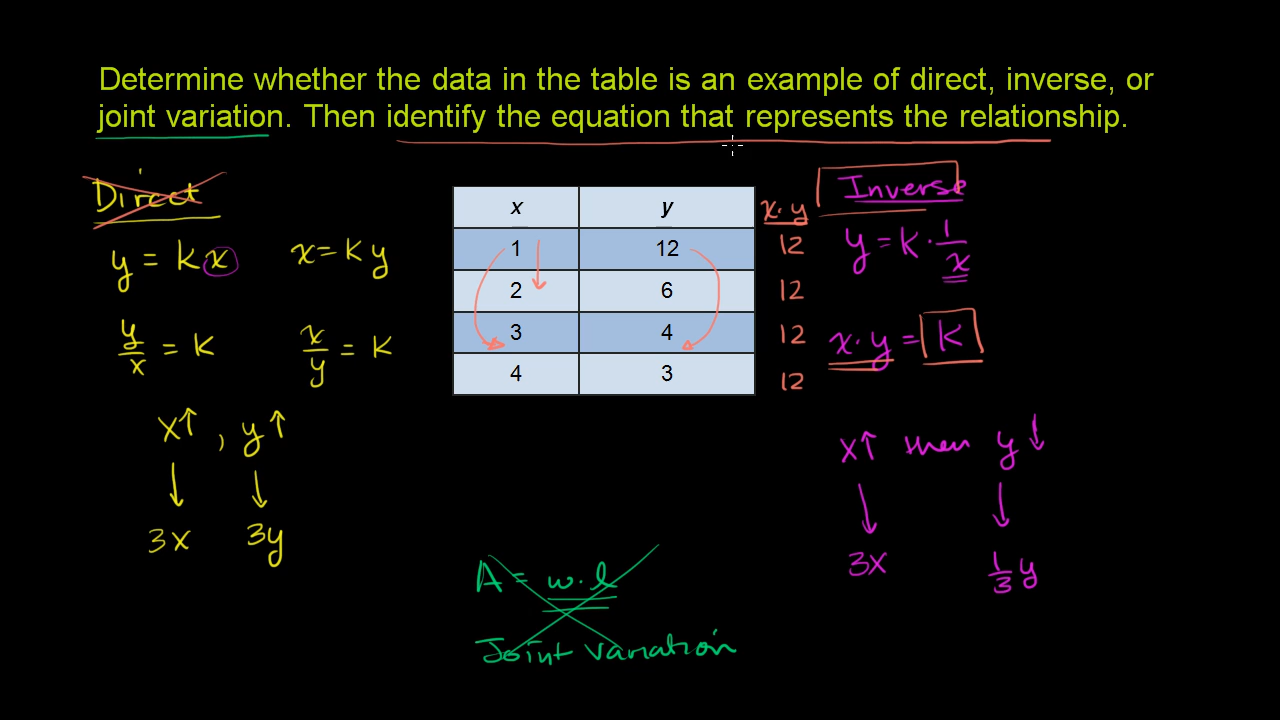 Determine whether the data in the table is an example of direct, inverse, or
joint variation. Then identify the equation that represents the relationship.
Direct
y = kx
x = ky
y/x = k
x/y = k
x↑, y↑
3x 3y
x y
1 12
2 6
3 4
4 3
x·y
12
12
12
12
Inverse
y = k·1/x
x·y = k
x↑ then y↓
3x 1/3 y
A = w·l
Joint variation